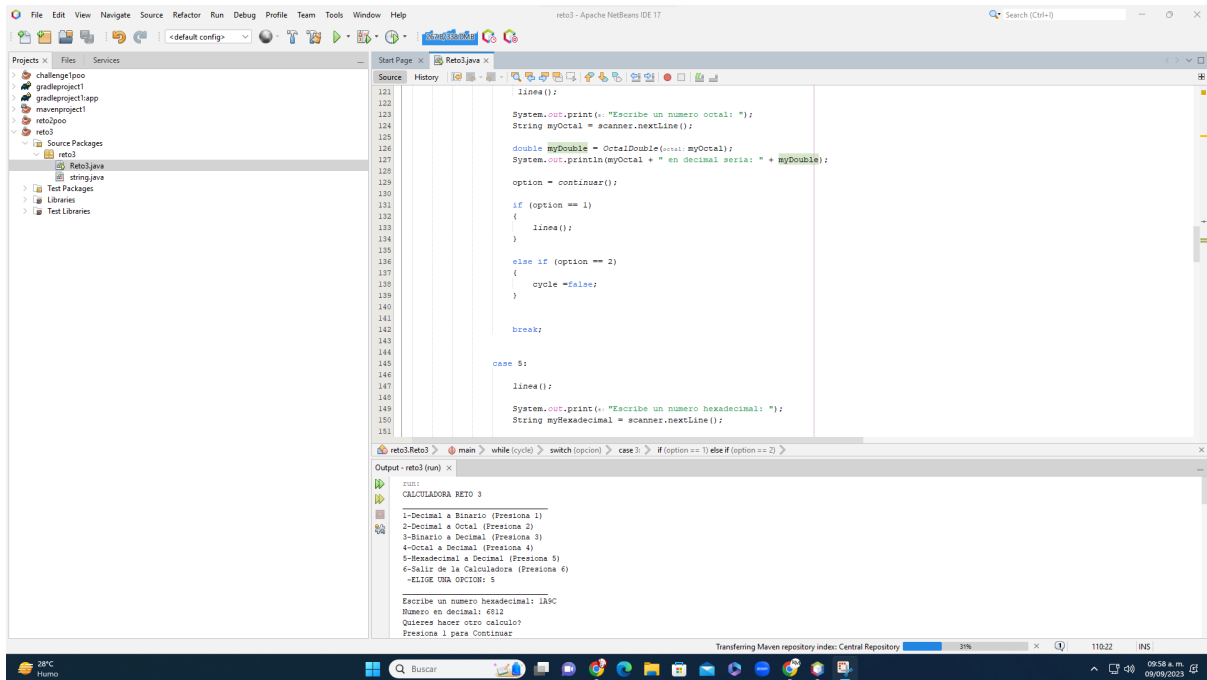 File Edit View Navigate Source Refactor Run Debug Profile Team Tools Window Help
reto3 - Apache NetBeans IDE 17
Search (Ctrl+I)
<default config>
Projects Files Services
challenge1poo
gradleproject1
gradleproject1:app
mavenproject1
reto2poo
reto3
Source Packages
reto3
Reto3.java
string.java
Test Packages
Libraries
Test Libraries
Start Page Reto3.java
Source History
121 linea();
122
123 System.out.print(s: "Escribe un numero octal: ");
124 String myOctal = scanner.nextLine();
125
126 double myDouble = OctalDouble(octal: myOctal);
127 System.out.println(myOctal + " en decimal seria: " + myDouble);
128
129 option = continuar();
130
131 if (option == 1)
132 {
133 linea();
134 }
135
136 else if (option == 2)
137 {
138 cycle =false;
139 }
140
141
142 break;
143
144
145 case 5:
146
147 linea();
148
149 System.out.print(s: "Escribe un numero hexadecimal: ");
150 String myHexadecimal = scanner.nextLine();
151
reto3.Reto3 main while (cycle) switch (opcion) case 3: if (option == 1) else if (option == 2)
Output - reto3 (run)
run:
CALCULADORA RETO 3
1-Decimal a Binario (Presiona 1)
2-Decimal a Octal (Presiona 2)
3-Binario a Decimal (Presiona 3)
4-Octal a Decimal (Presiona 4)
5-Hexadecimal a Decimal (Presiona 5)
6-Salir de la Calculadora (Presiona 6)
-ELIGE UNA OPCION: 5
Escribe un numero hexadecimal: 1A9C
Numero en decimal: 6812
Quieres hacer otro calculo?
Presiona 1 para Continuar
Transferring Maven repository index: Central Repository 31% 110:22 INS
28°C
Humo
Buscar
09:58 a. m.
09/09/2023